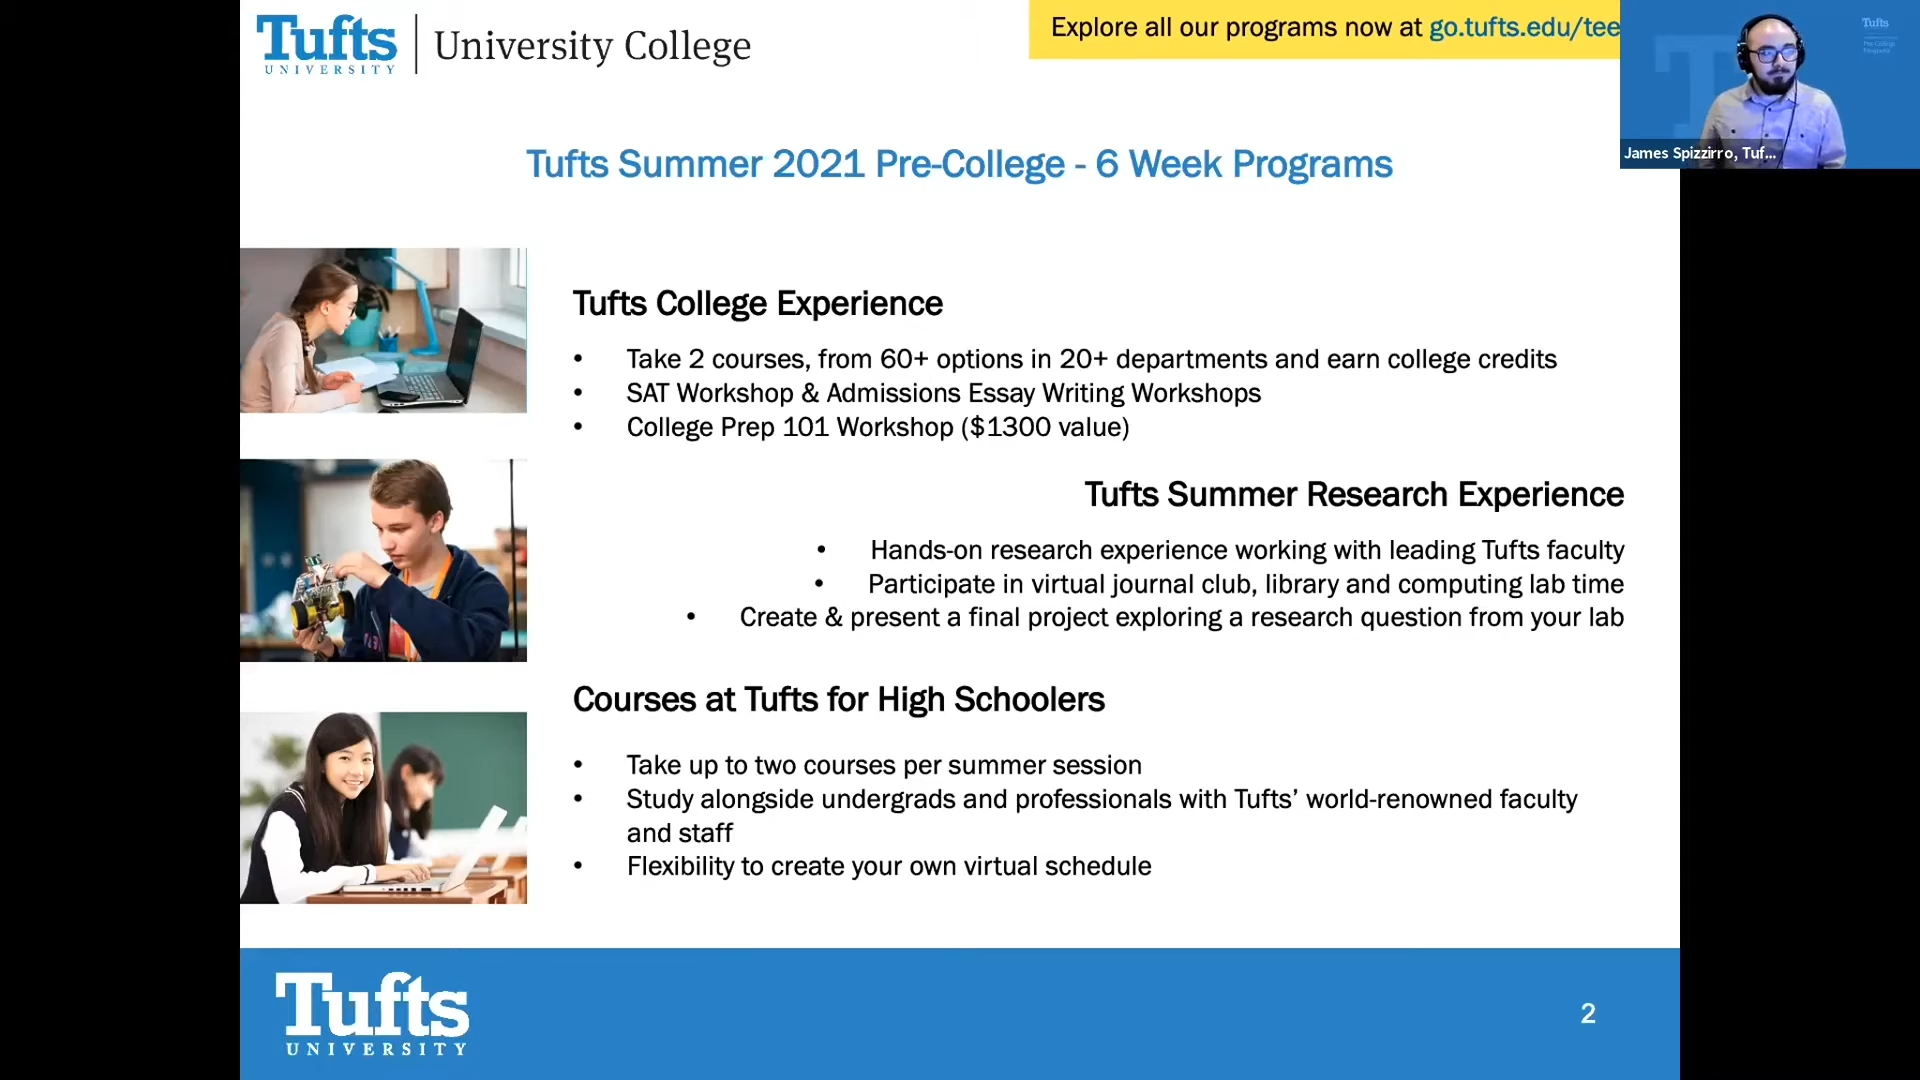 Tufts
UNIVERSITY
University College
Explore all our programs now at go.tufts.edu/tee
Tufts
James Spizzirro, Tuf...
Tufts Summer 2021 Pre-College - 6 Week Programs
Tufts College Experience
• Take 2 courses, from 60+ options in 20+ departments and earn college credits
• SAT Workshop & Admissions Essay Writing Workshops
• College Prep 101 Workshop ($1300 value)
Tufts Summer Research Experience
• Hands-on research experience working with leading Tufts faculty
• Participate in virtual journal club, library and computing lab time
• Create & present a final project exploring a research question from your lab
Courses at Tufts for High Schoolers
• Take up to two courses per summer session
• Study alongside undergrads and professionals with Tufts’ world-renowned faculty
and staff
• Flexibility to create your own virtual schedule
Tufts
UNIVERSITY
2